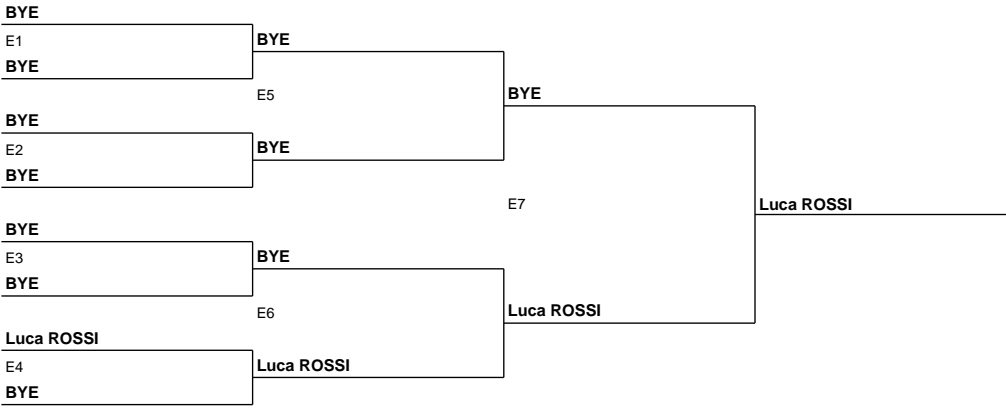 BYE
E1
BYE
BYE
E5
BYE
BYE
E2
BYE
BYE
E7
Luca ROSSI
BYE
E3
BYE
BYE
E6
Luca ROSSI
Luca ROSSI
E4
Luca ROSSI
BYE